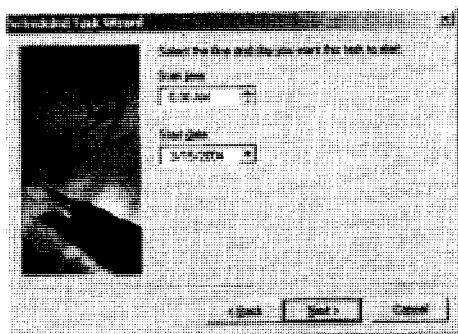 Scheduled Task Wizard
Select the time and day you want this task to start.
Start time:
AM
Start date:
< Back
Next >
Cancel